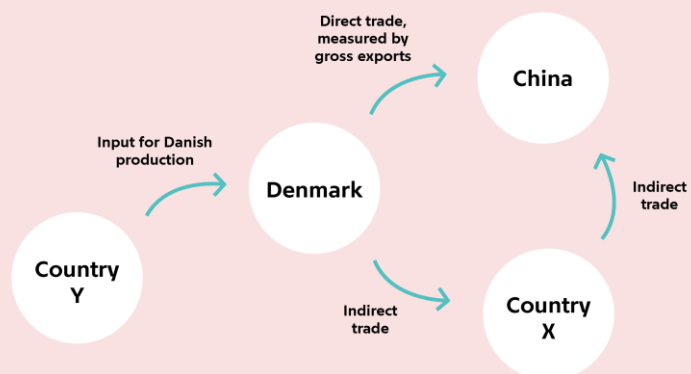 Direct trade,
measured by
gross exports
China
Input for Danish
production
Denmark
Indirect
trade
Country
Y
Indirect
trade
Country
X